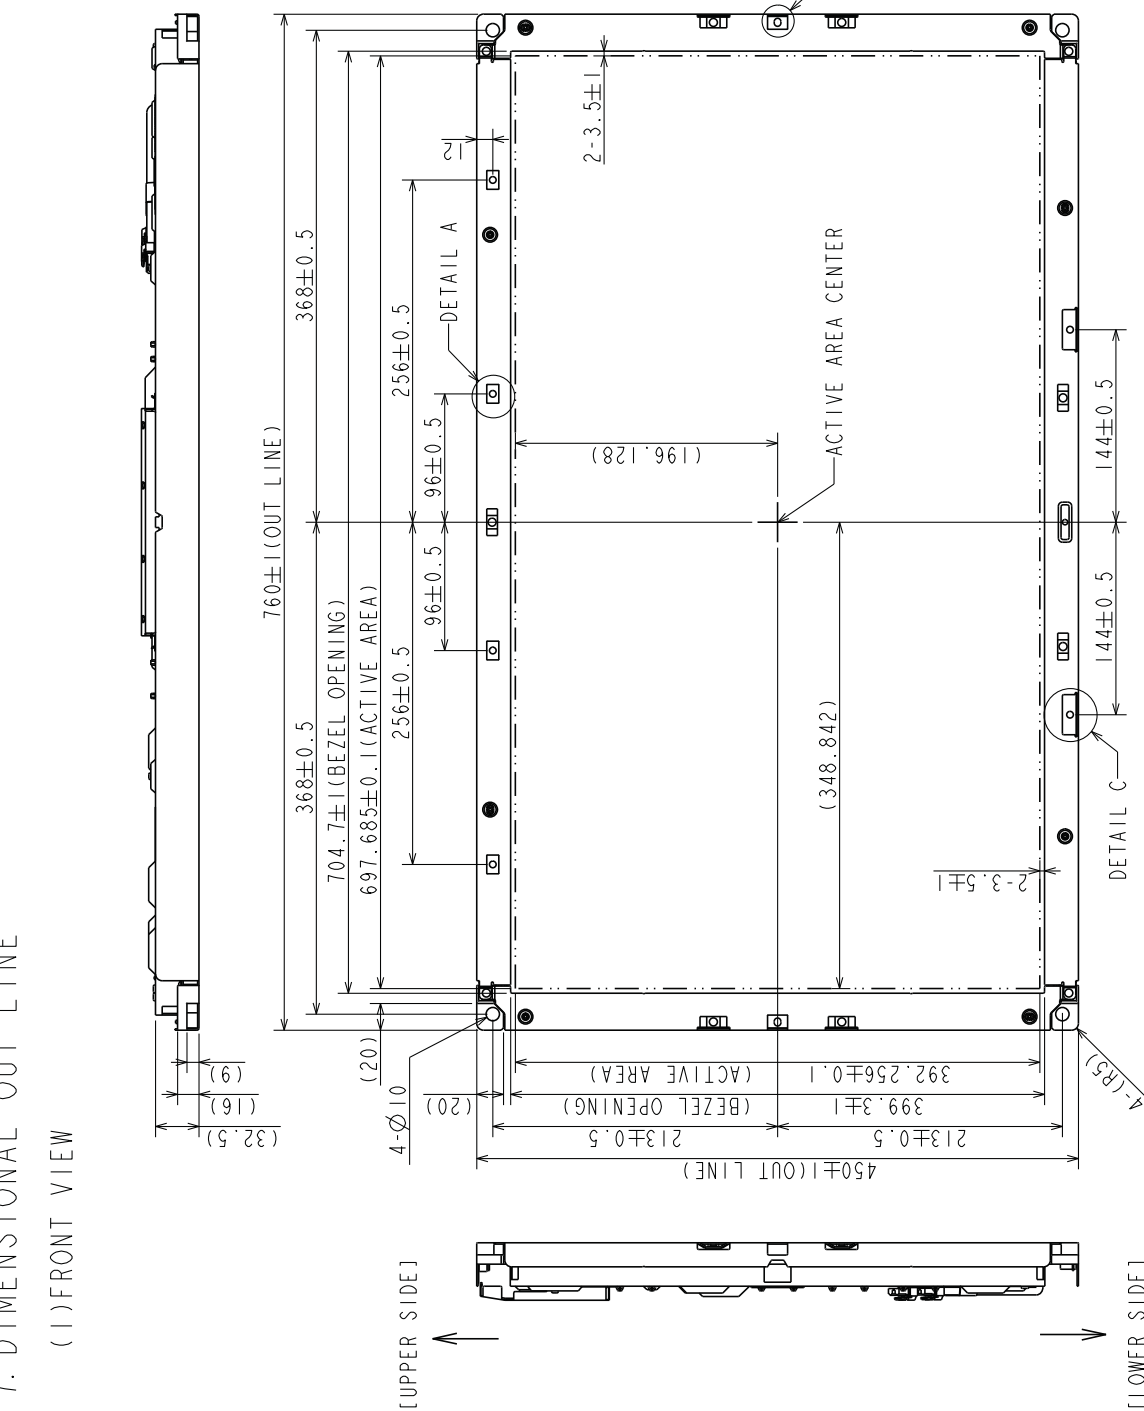 7. DIMENSIONAL OUT LINE
(1)FRONT VIEW
760±1(OUT LINE)
368±0.5
368±0.5
704.7±1(BEZEL OPENING)
697.685±0.1(ACTIVE AREA)
256±0.5
256±0.5
96±0.5
96±0.5
12
DETAIL A
2-3.5±1
(196.128)
ACTIVE AREA CENTER
(348.842)
144±0.5
144±0.5
2-3.5±1
DETAIL C
(9)
(16)
(32.5)
(20)
(20)
4-Ø10
392.256±0.1 (ACTIVE AREA)
399.3±1 (BEZEL OPENING)
213±0.5
213±0.5
450±1(OUT LINE)
4-(R5)
[UPPER SIDE]
[LOWER SIDE]